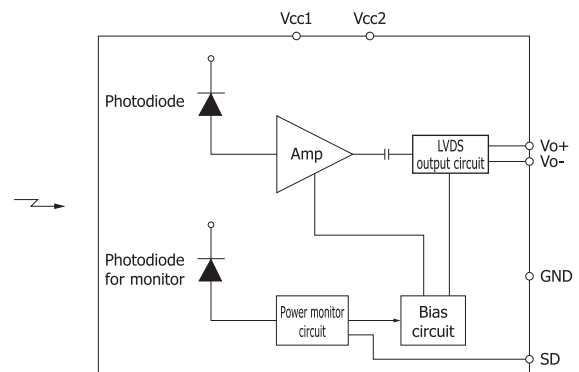 Vcc1
Vcc2
Photodiode
Amp
LVDS
output circuit
Vo+
Vo-
Photodiode
for monitor
GND
Power monitor
circuit
Bias
circuit
SD